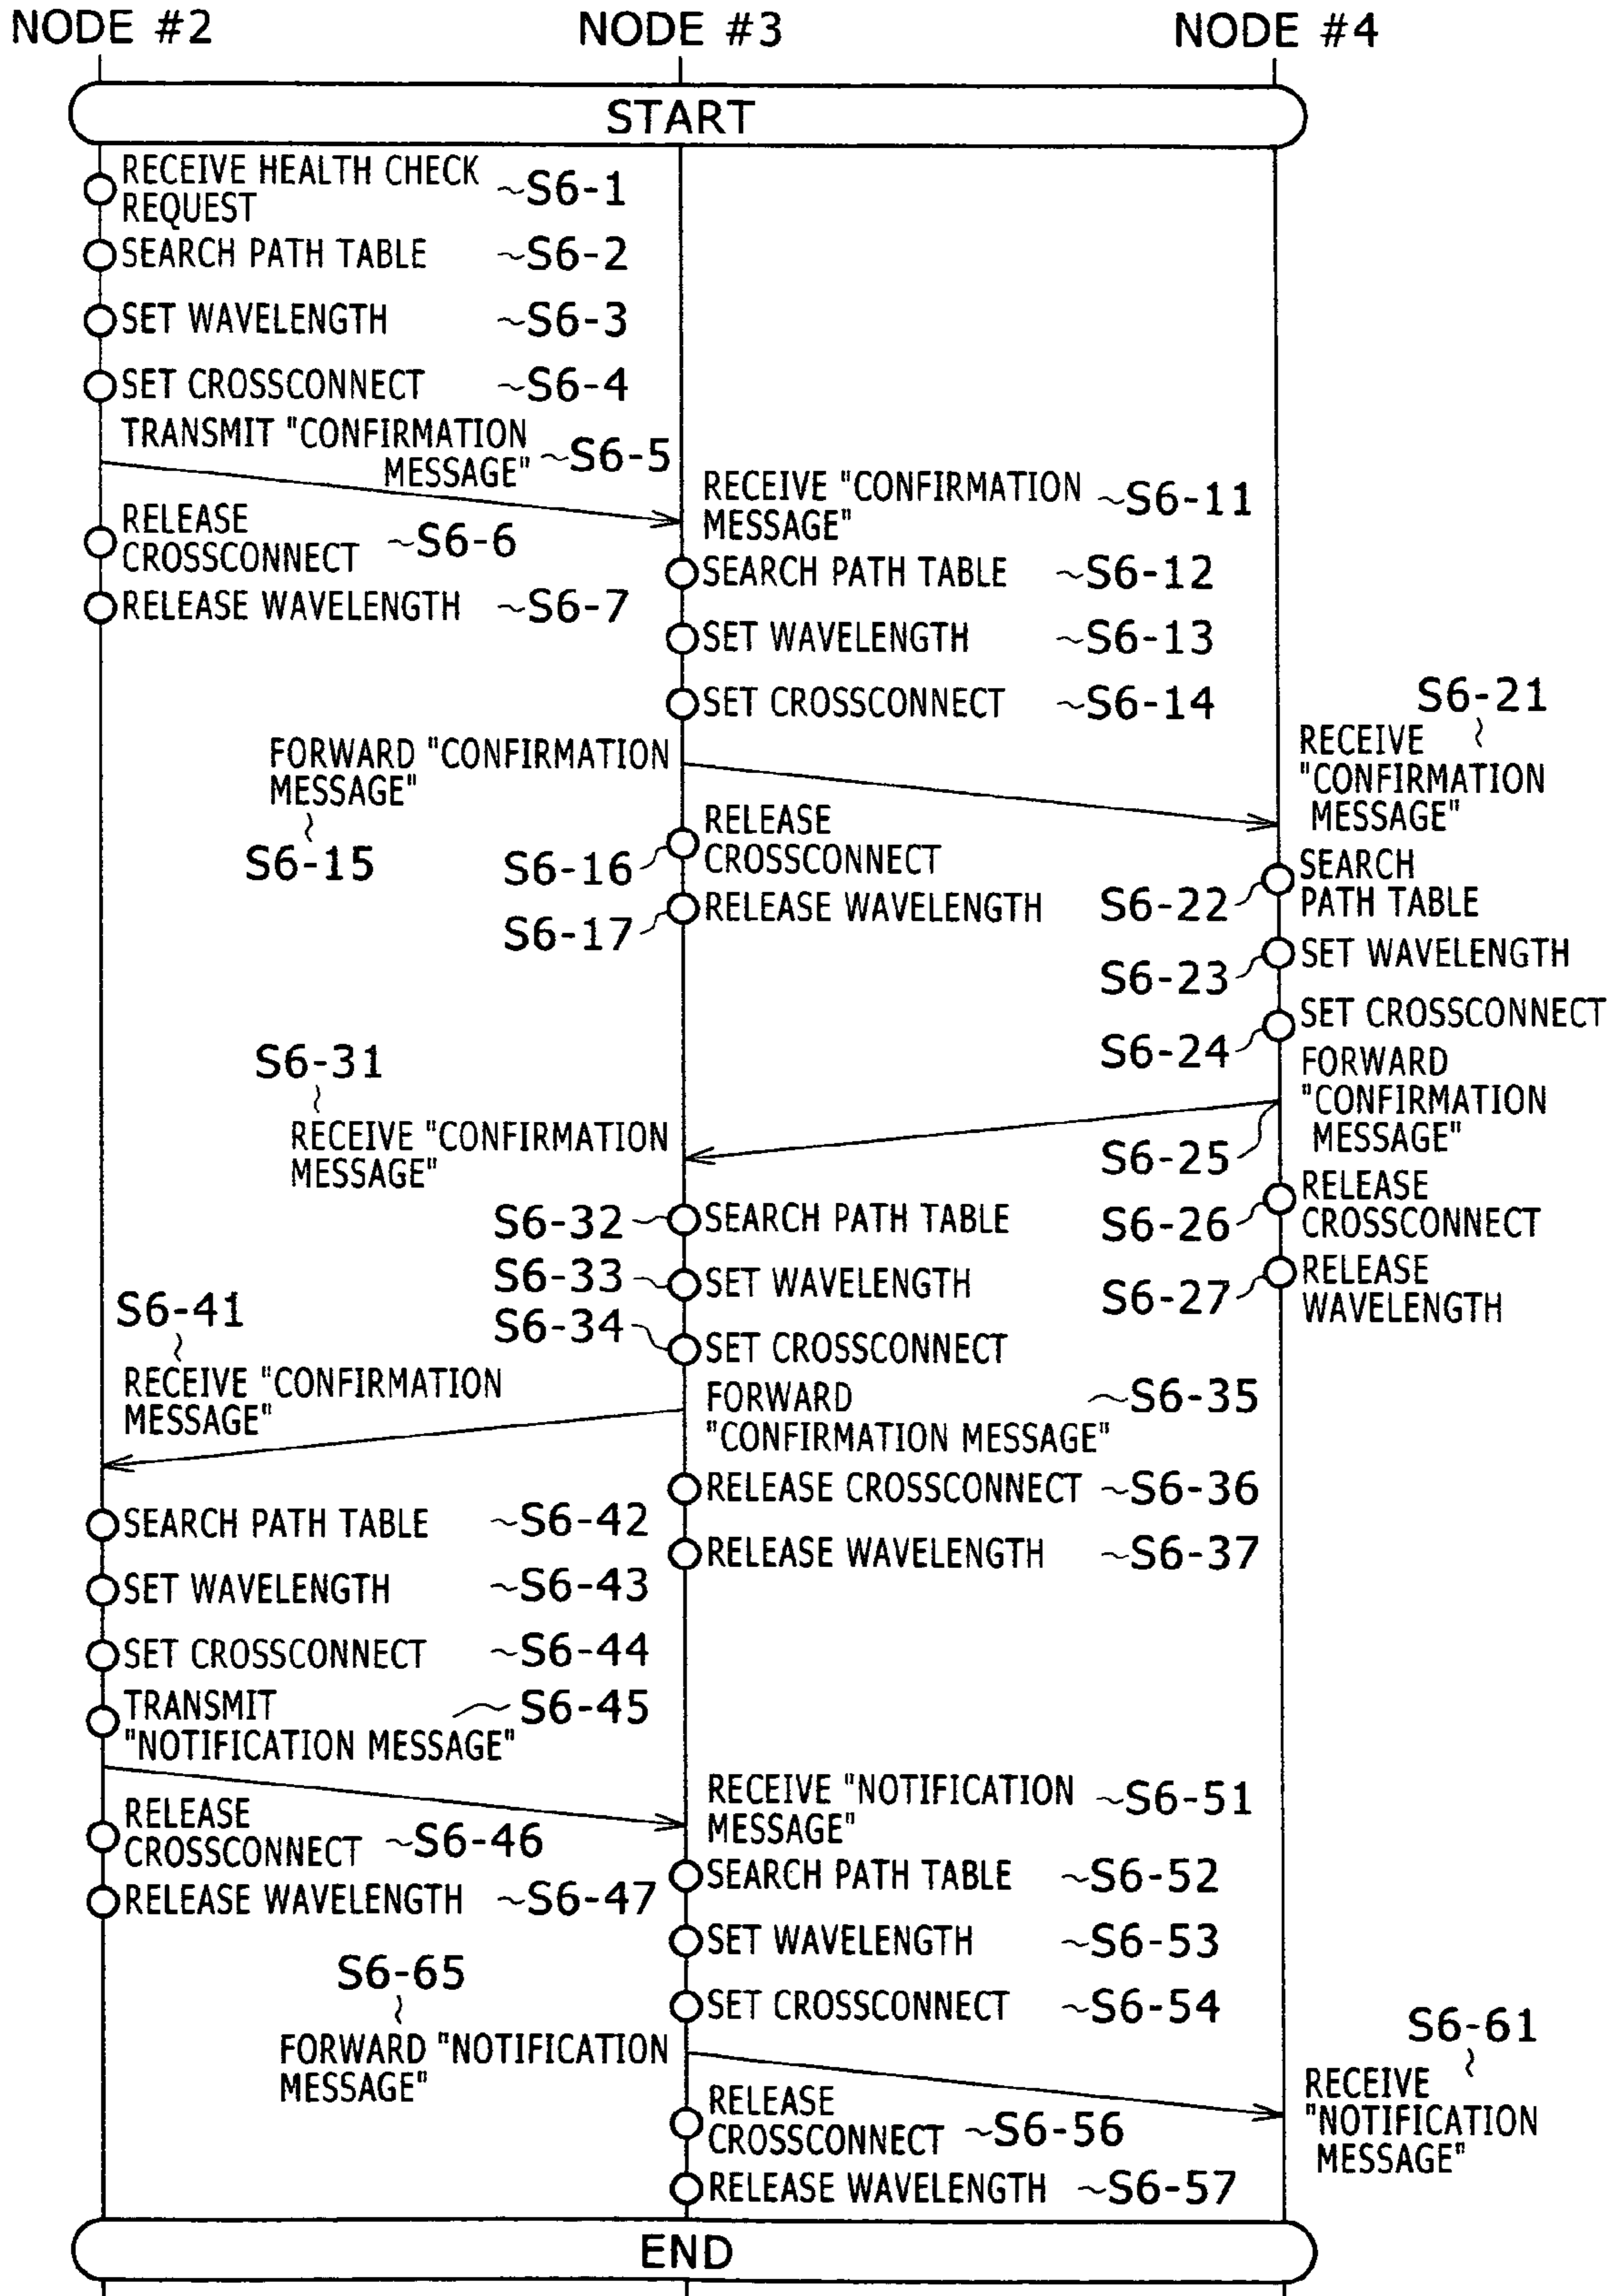 NODE #2 NODE #3 NODE #4
START
RECEIVE HEALTH CHECK
REQUEST
~S6-1
SEARCH PATH TABLE ~S6-2
SET WAVELENGTH ~S6-3
SET CROSSCONNECT ~S6-4
TRANSMIT "CONFIRMATION
MESSAGE"
~S6-5
RECEIVE "CONFIRMATION
MESSAGE"
~S6-11
RELEASE
CROSSCONNECT
~S6-6
SEARCH PATH TABLE ~S6-12
RELEASE WAVELENGTH ~S6-7
SET WAVELENGTH ~S6-13
SET CROSSCONNECT ~S6-14
S6-21
RECEIVE
"CONFIRMATION
MESSAGE"
FORWARD "CONFIRMATION
MESSAGE"
S6-15
RELEASE
CROSSCONNECT
S6-16
SEARCH
PATH TABLE
S6-22
S6-17
RELEASE WAVELENGTH
S6-23
SET WAVELENGTH
SET CROSSCONNECT
S6-24
FORWARD
"CONFIRMATION
MESSAGE"
S6-25
S6-31
RECEIVE "CONFIRMATION
MESSAGE"
RELEASE
CROSSCONNECT
S6-26
S6-32
SEARCH PATH TABLE
S6-33
SET WAVELENGTH
RELEASE
WAVELENGTH
S6-27
S6-34
SET CROSSCONNECT
S6-41
RECEIVE "CONFIRMATION
MESSAGE"
FORWARD
"CONFIRMATION MESSAGE"
~S6-35
RELEASE CROSSCONNECT ~S6-36
SEARCH PATH TABLE ~S6-42
RELEASE WAVELENGTH ~S6-37
SET WAVELENGTH ~S6-43
SET CROSSCONNECT ~S6-44
TRANSMIT
"NOTIFICATION MESSAGE"
S6-45
RECEIVE "NOTIFICATION
MESSAGE"
~S6-51
RELEASE
CROSSCONNECT
~S6-46
SEARCH PATH TABLE ~S6-52
RELEASE WAVELENGTH ~S6-47
SET WAVELENGTH ~S6-53
S6-65
SET CROSSCONNECT ~S6-54
FORWARD "NOTIFICATION
MESSAGE"
S6-61
RECEIVE
"NOTIFICATION
MESSAGE"
RELEASE
CROSSCONNECT
~S6-56
RELEASE WAVELENGTH ~S6-57
END